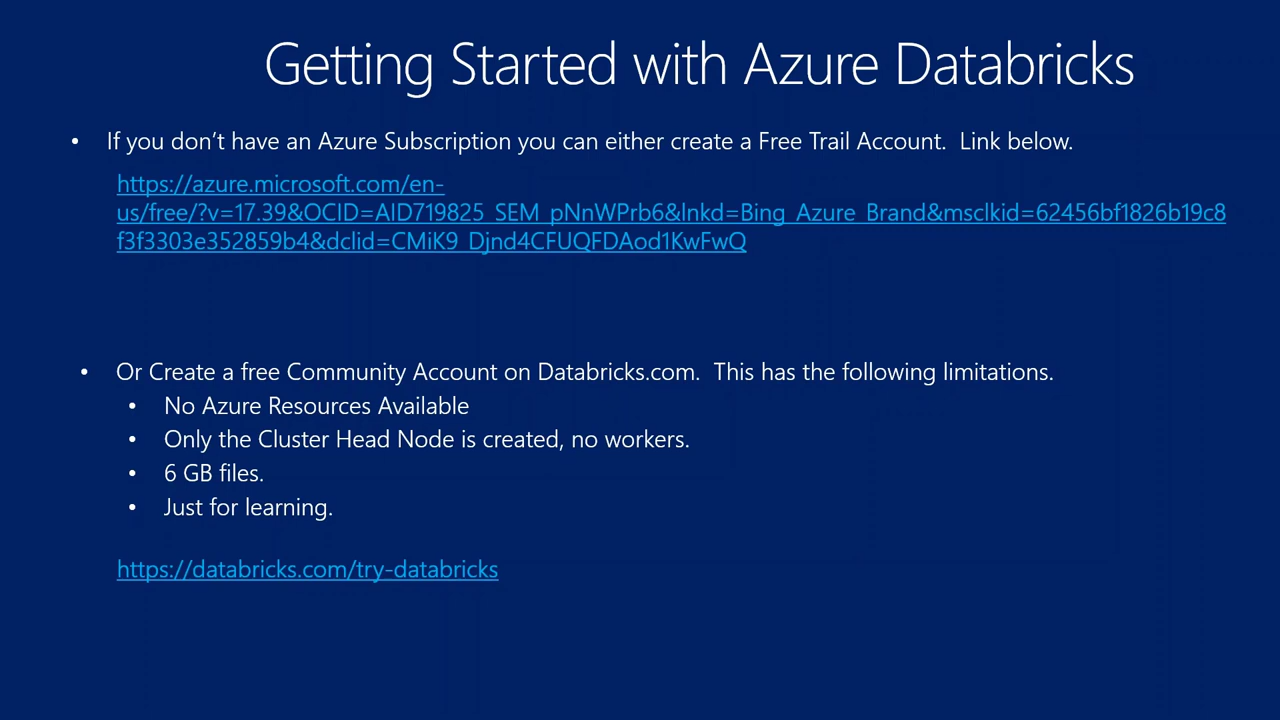 Getting Started with Azure Databricks
• If you don't have an Azure Subscription you can either create a Free Trail Account.  Link below.
https://azure.microsoft.com/en-
us/free/?v=17.39&OCID=AID719825_SEM_pNnWPrb6&lnkd=Bing_Azure_Brand&msclkid=62456bf1826b19c8
f3f3303e352859b4&dclid=CMiK9_Djnd4CFUQFDAod1KwFwQ
• Or Create a free Community Account on Databricks.com.  This has the following limitations.
• No Azure Resources Available
• Only the Cluster Head Node is created, no workers.
• 6 GB files.
• Just for learning.
https://databricks.com/try-databricks